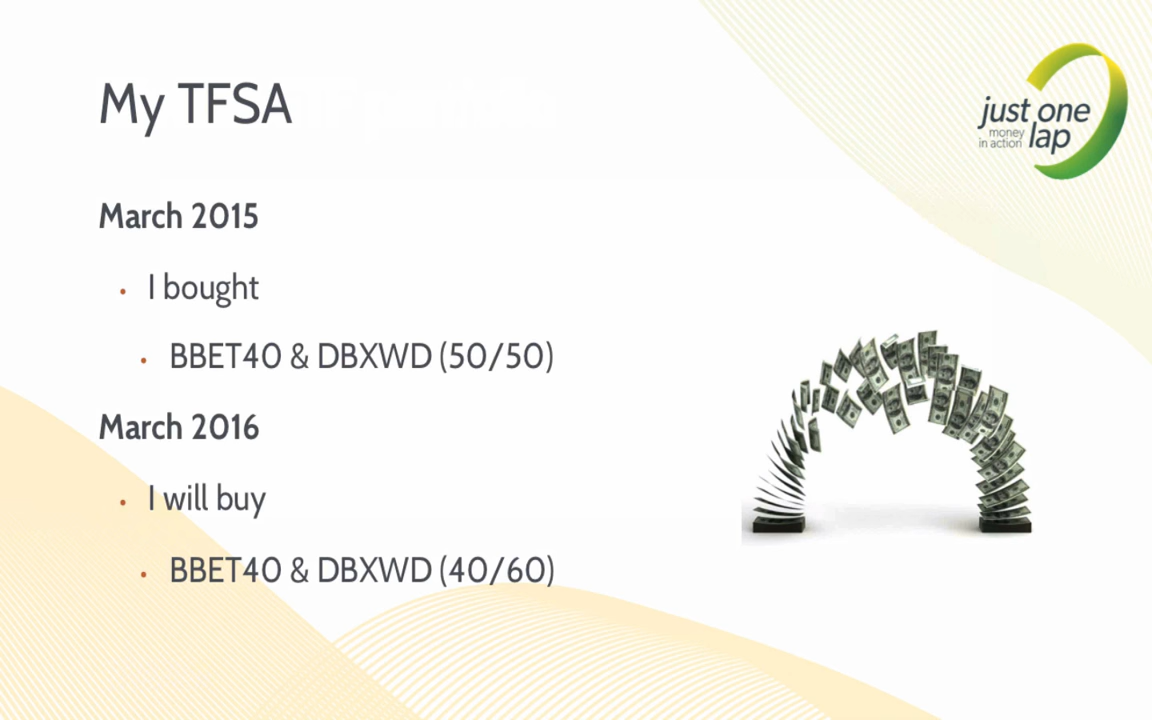 My TFSA
just one
money
in action lap
March 2015
• I bought
• BBET40 & DBXWD (50/50)
March 2016
• I will buy
• BBET40 & DBXWD (40/60)